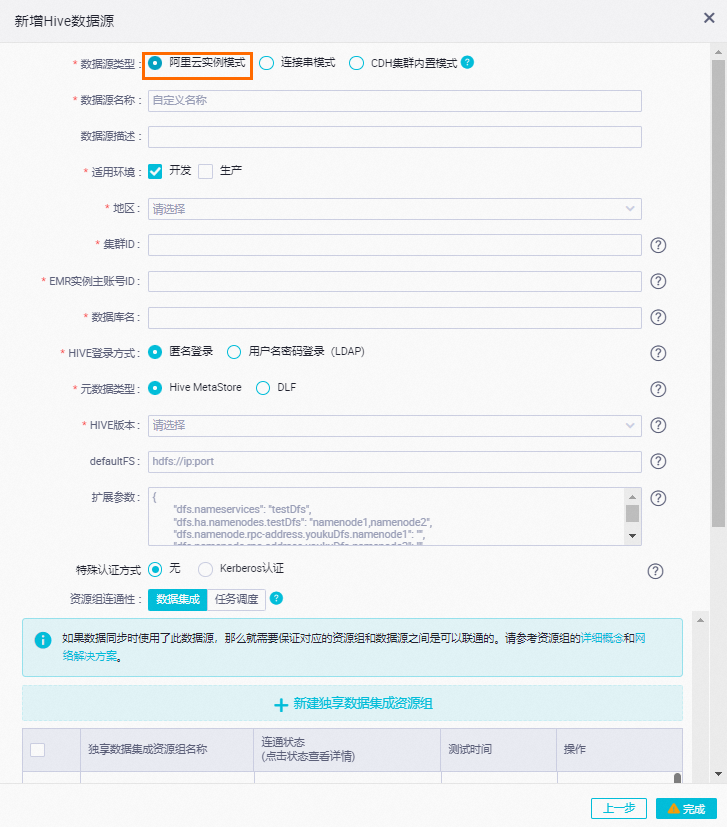 新增Hive数据源
* 数据源类型： 阿里云实例模式 连接串模式 CDH集群内置模式 ?
* 数据源名称： 自定义名称
数据源描述：
* 适用环境： 开发 生产
* 地区： 请选择
* 集群ID： ?
* EMR实例主账号ID： ?
* 数据库名： ?
* HIVE登录方式： 匿名登录 用户名密码登录（LDAP） ?
* 元数据类型： Hive MetaStore DLF ?
* HIVE版本： 请选择 ?
defaultFS： hdfs://ip:port ?
扩展参数： { ?
"dfs.nameservices": "testDfs",
"dfs.ha.namenodes.testDfs": "namenode1,namenode2",
"dfs.namenode.rpc-address.youkuDfs.namenode1": "",
"dfs.namenode.rpc-address.youkuDfs.namenode2": ""
特殊认证方式 无 Kerberos认证 ?
资源组连通性： 数据集成 任务调度 ?
如果数据同步时使用了此数据源，那么就需要保证对应的资源组和数据源之间是可以联通的。请参考资源组的详细概念和网
络解决方案。
新建独享数据集成资源组
独享数据集成资源组名称 连通状态 测试时间 操作
(点击状态查看详情)
上一步 完成